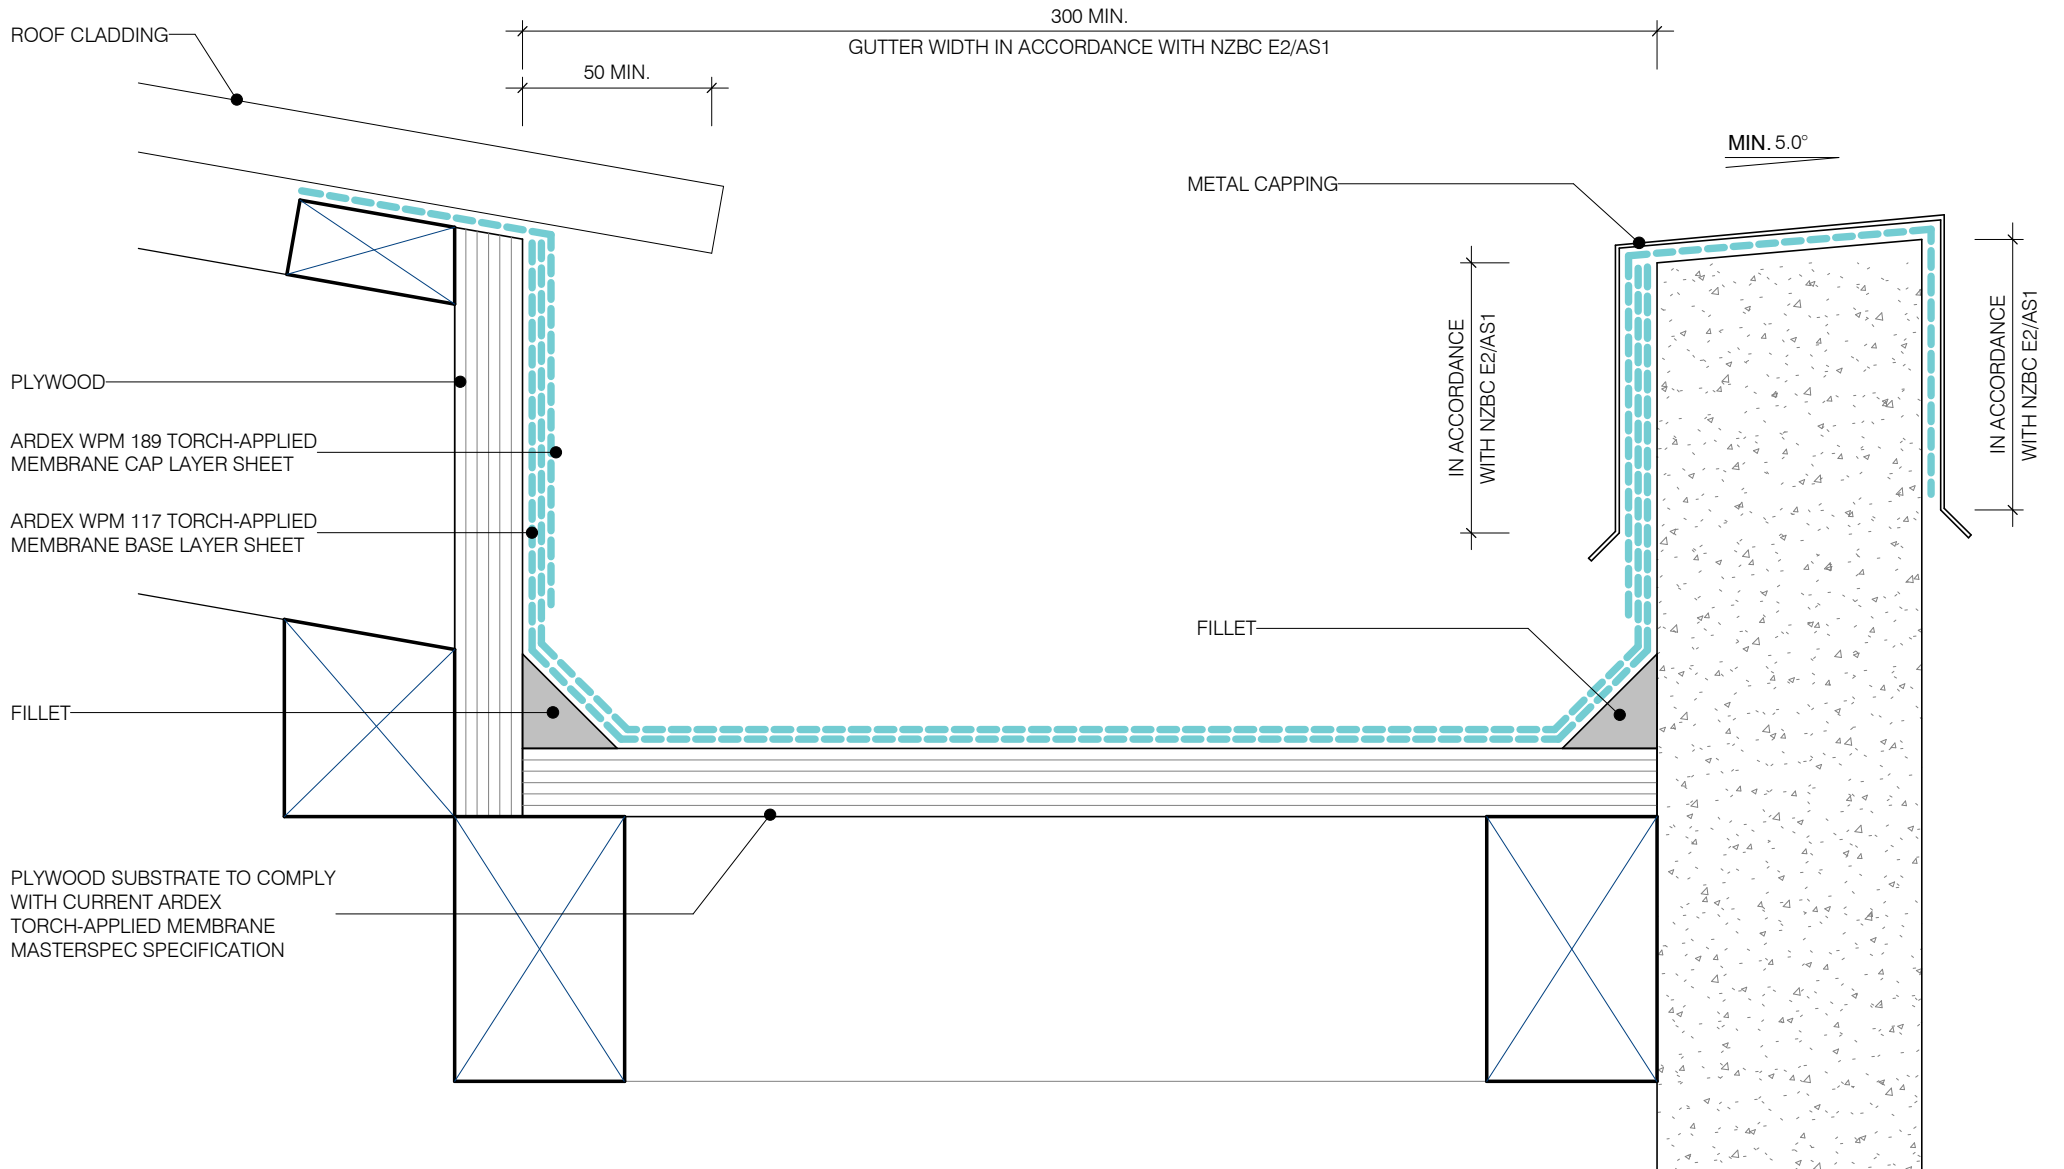 300 MIN.
ROOF CLADDING
GUTTER WIDTH IN ACCORDANCE WITH NZBC E2/AS1
50 MIN.
MIN. 5.0°
METAL CAPPING
IN ACCORDANCE
WITH NZBC E2/AS1
IN ACCORDANCE
WITH NZBC E2/AS1
PLYWOOD
ARDEX WPM 189 TORCH-APPLIED
MEMBRANE CAP LAYER SHEET
ARDEX WPM 117 TORCH-APPLIED
MEMBRANE BASE LAYER SHEET
FILLET
FILLET
PLYWOOD SUBSTRATE TO COMPLY
WITH CURRENT ARDEX
TORCH-APPLIED MEMBRANE
MASTERSPEC SPECIFICATION